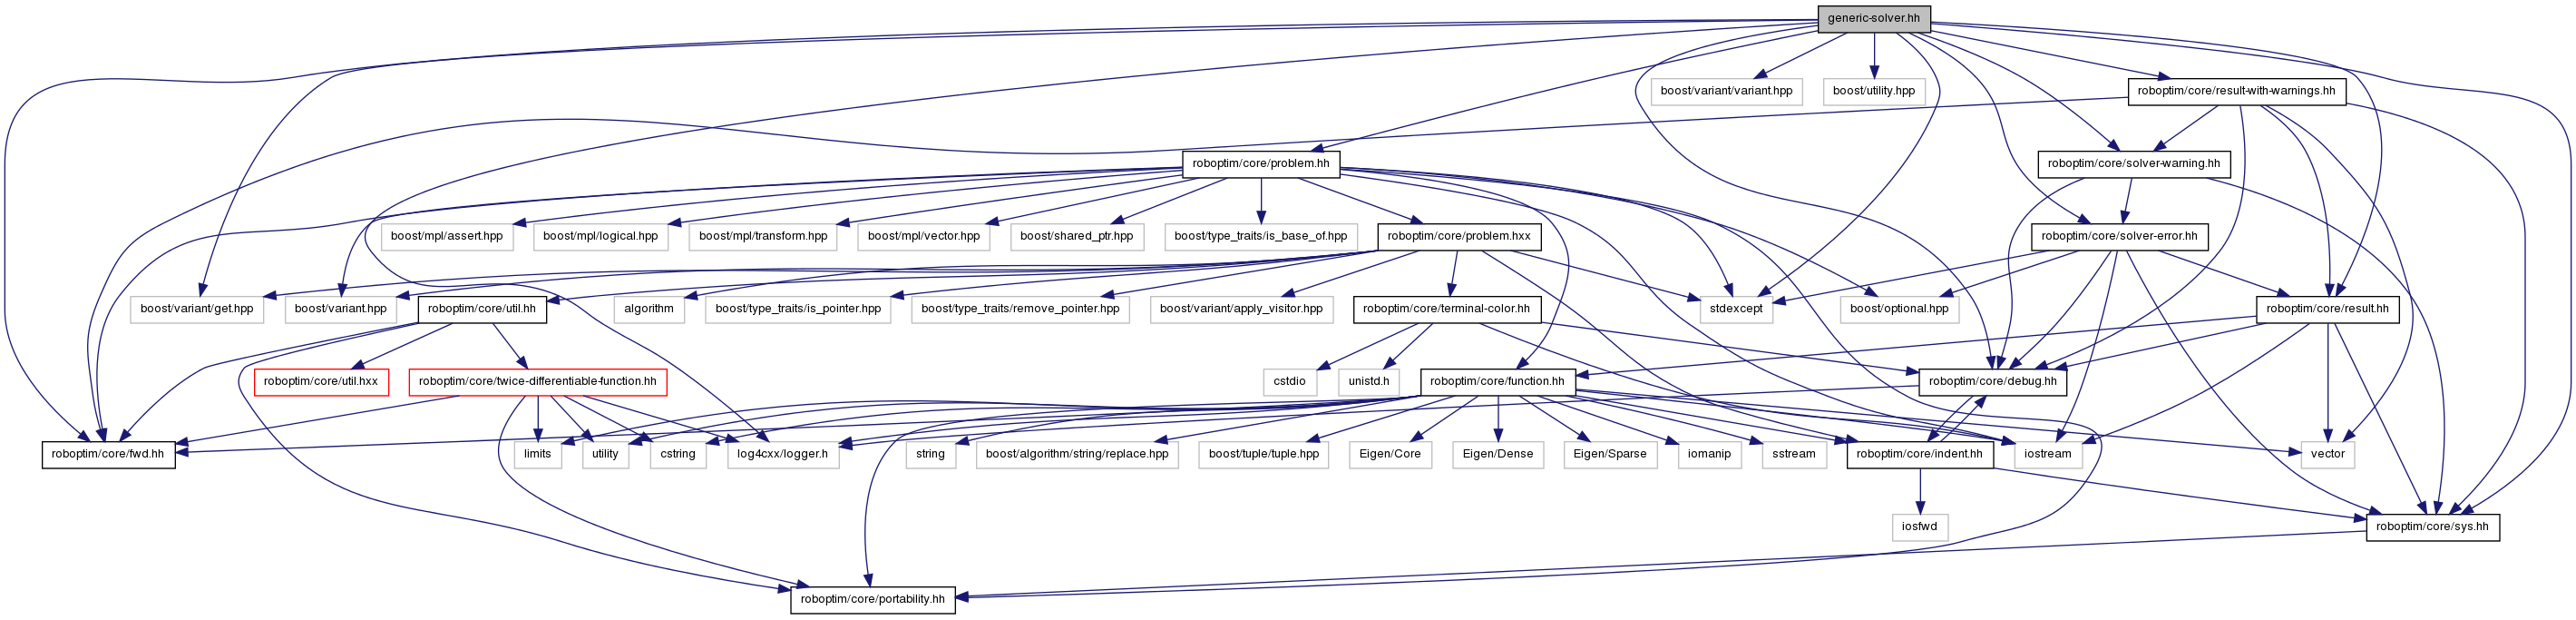 generic-solver.hh
boost/variant/variant.hpp
boost/utility.hpp
roboptim/core/result-with-warnings.hh
roboptim/core/problem.hh
roboptim/core/solver-warning.hh
boost/mpl/assert.hpp
boost/mpl/logical.hpp
boost/mpl/transform.hpp
boost/mpl/vector.hpp
boost/shared_ptr.hpp
boost/type_traits/is_base_of.hpp
roboptim/core/problem.hxx
roboptim/core/solver-error.hh
boost/variant/get.hpp
boost/variant.hpp
roboptim/core/util.hh
algorithm
boost/type_traits/is_pointer.hpp
boost/type_traits/remove_pointer.hpp
boost/variant/apply_visitor.hpp
roboptim/core/terminal-color.hh
stdexcept
boost/optional.hpp
roboptim/core/result.hh
roboptim/core/util.hxx
roboptim/core/twice-differentiable-function.hh
cstdio
unistd.h
roboptim/core/function.hh
roboptim/core/debug.hh
roboptim/core/fwd.hh
limits
utility
cstring
log4cxx/logger.h
string
boost/algorithm/string/replace.hpp
boost/tuple/tuple.hpp
Eigen/Core
Eigen/Dense
Eigen/Sparse
iomanip
sstream
roboptim/core/indent.hh
iostream
vector
iosfwd
roboptim/core/sys.hh
roboptim/core/portability.hh